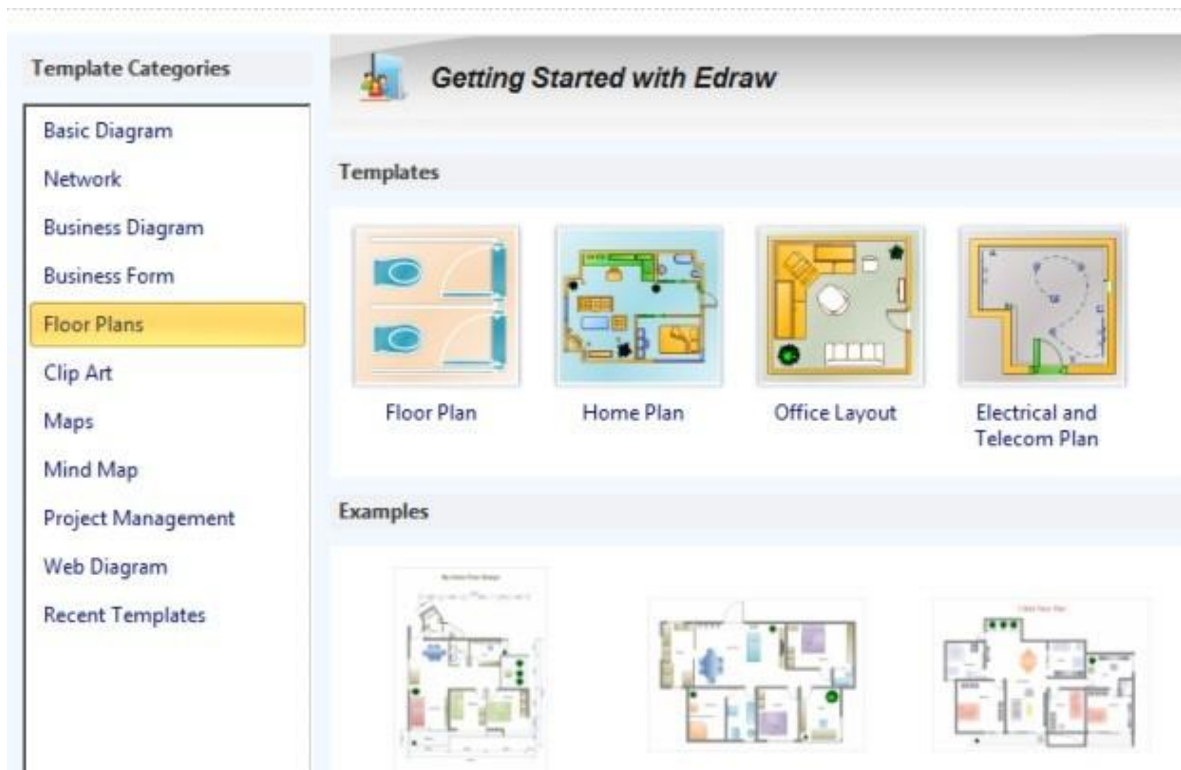 Template Categories
Getting Started with Edraw
Basic Diagram
Network
Business Diagram
Business Form
Floor Plans
Clip Art
Maps
Mind Map
Project Management
Web Diagram
Recent Templates
Templates
Floor Plan
Home Plan
Office Layout
Electrical and
Telecom Plan
Examples